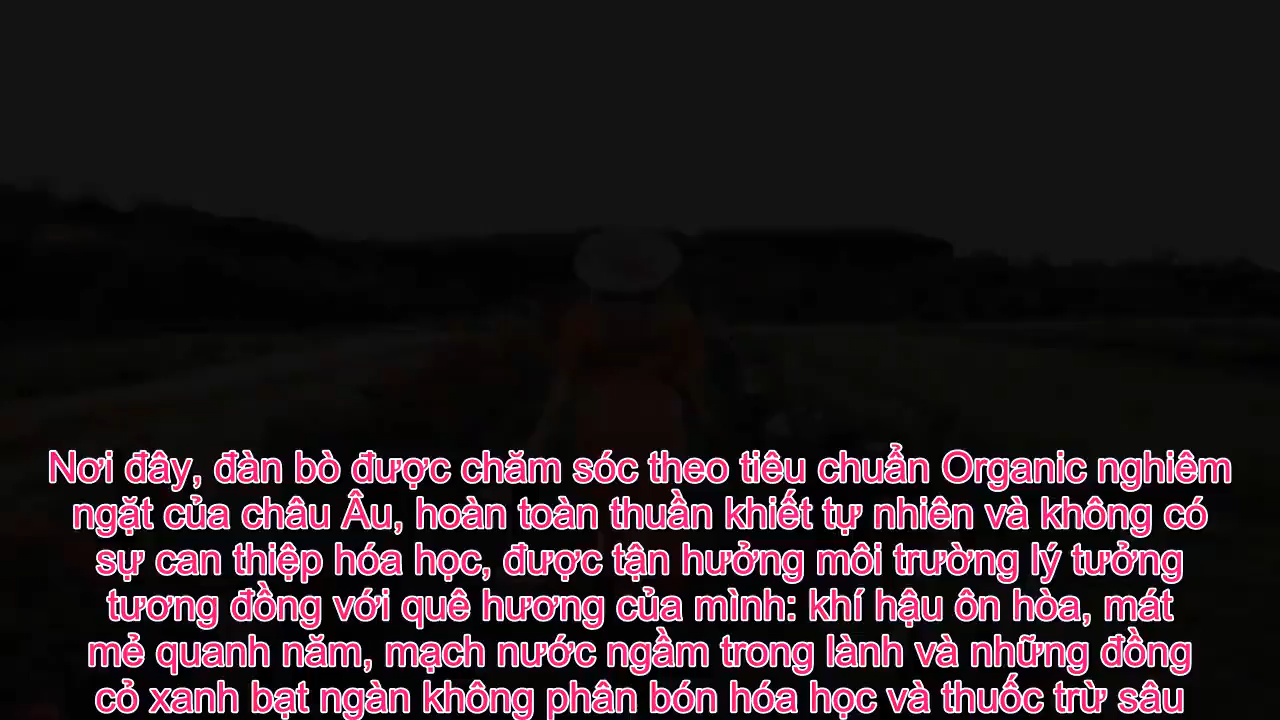 Nơi đây, đàn bò được chăm sóc theo tiêu chuẩn Organic nghiêm
ngặt của châu Âu, hoàn toàn thuần khiết tự nhiên và không có
sự can thiệp hóa học, được tận hưởng môi trường lý tưởng
tương đồng với quê hương của mình: khí hậu ôn hòa, mát
mẻ quanh năm, mạch nước ngầm trong lành và những đồng
cỏ xanh bạt ngàn không phân bón hóa học và thuốc trừ sâu